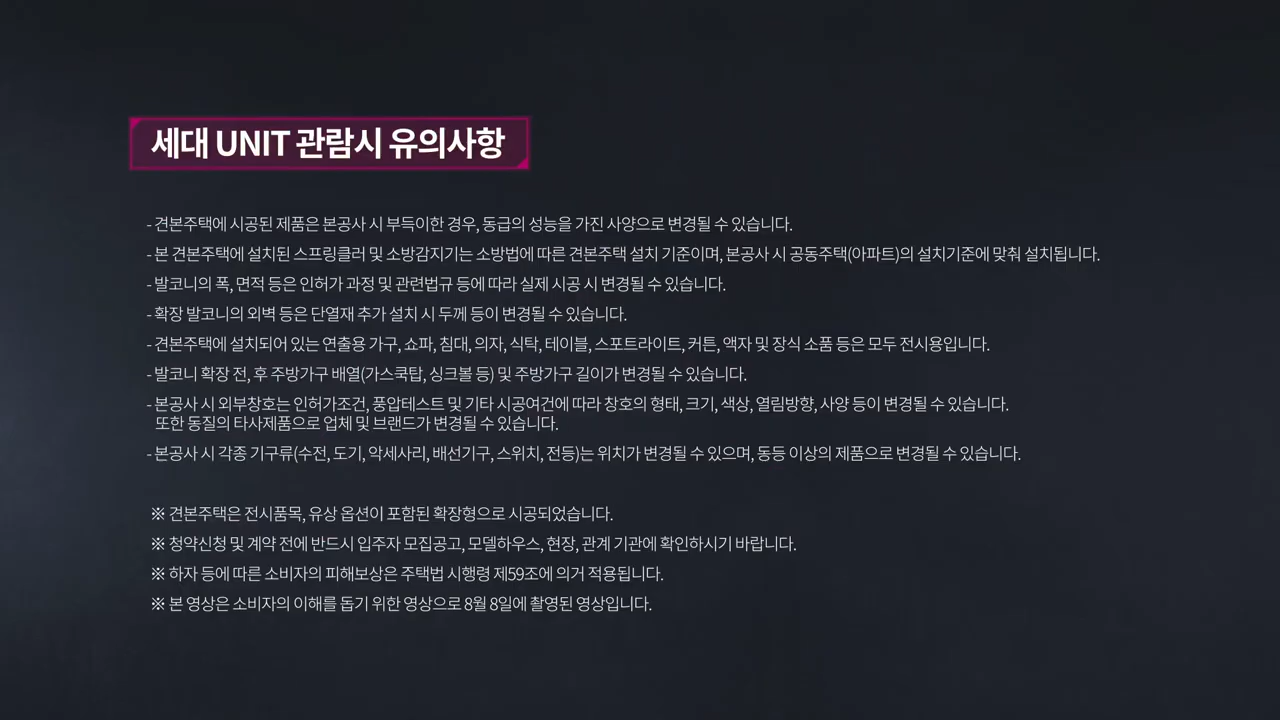 세대 UNIT 관람시 유의사항
- 견본주택에 시공된 제품은 본공사 시 부득이한 경우, 동급의 성능을 가진 사양으로 변경될 수 있습니다.
- 본 견본주택에 설치된 스프링클러 및 소방감지기는 소방법에 따른 견본주택 설치 기준이며, 본공사 시 공동주택(아파트)의 설치기준에 맞춰 설치됩니다.
- 발코니의 폭, 면적 등은 인허가 과정 및 관련법규 등에 따라 실제 시공 시 변경될 수 있습니다.
- 확장 발코니의 외벽 등은 단열재 추가 설치 시 두께 등이 변경될 수 있습니다.
- 견본주택에 설치되어 있는 연출용 가구, 쇼파, 침대, 의자, 식탁, 테이블, 스포트라이트, 커튼, 액자 및 장식 소품 등은 모두 전시용입니다.
- 발코니 확장 전, 후 주방가구 배열(가스쿡탑, 싱크볼 등) 및 주방가구 길이가 변경될 수 있습니다.
- 본공사 시 외부창호는 인허가조건, 풍압테스트 및 기타 시공여건에 따라 창호의 형태, 크기, 색상, 열림방향, 사양 등이 변경될 수 있습니다.
또한 동질의 타사제품으로 업체 및 브랜드가 변경될 수 있습니다.
- 본공사 시 각종 기구류(수전, 도기, 악세사리, 배선기구, 스위치, 전등)는 위치가 변경될 수 있으며, 동등 이상의 제품으로 변경될 수 있습니다.
※ 견본주택은 전시품목, 유상 옵션이 포함된 확장형으로 시공되었습니다.
※ 청약신청 및 계약 전에 반드시 입주자 모집공고, 모델하우스, 현장, 관계 기관에 확인하시기 바랍니다.
※ 하자 등에 따른 소비자의 피해보상은 주택법 시행령 제59조에 의거 적용됩니다.
※ 본 영상은 소비자의 이해를 돕기 위한 영상으로 8월 8일에 촬영된 영상입니다.